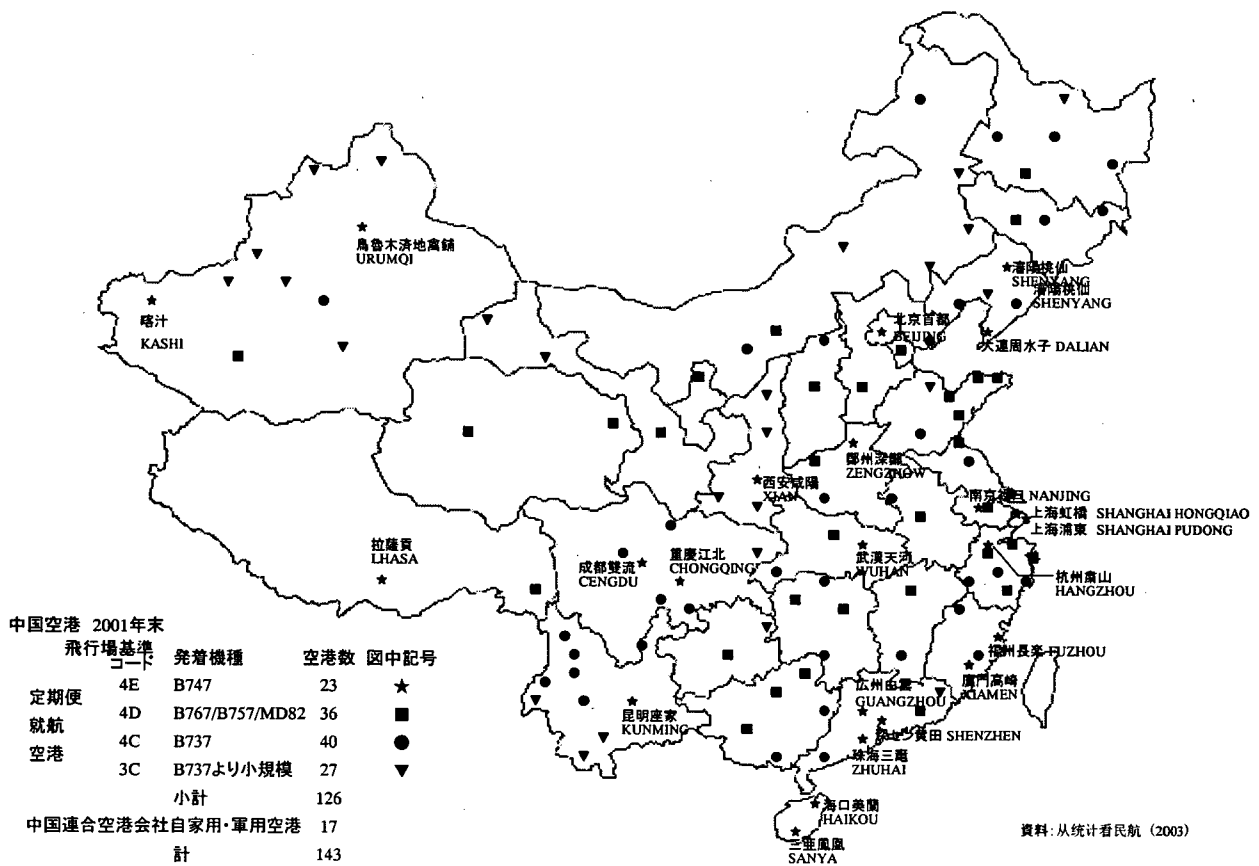 烏魯木済地窩舗
URUMQI
喀汁
KASHI
瀋陽桃仙
SHENYANG
瀋陽桃仙
SHENYANG
北京首都
BEIJING
大連周水子 DALIAN
鄭州深
ZENGZHOW
西安咸陽
XIAN
NANJING
上海虹橋 SHANGHAI HONGQIAO
上海浦東 SHANGHAI PUDONG
拉薩貢
LHASA
成都雙流
CENGDU
重慶江北
CHONGQING
武漢天河
WUHAN
杭州蕭山
HANGZHOU
福州長楽 FUZHOU
廈門高崎
XIAMEN
広州白雲
GUANGZHOU
昆明座家
KUNMING
セン黄田 SHENZHEN
珠海三竈
ZHUHAI
海口美蘭
HAIKOU
三亜鳳凰
SANYA
中国空港 2001年末
飛行場基準
コード 発着機種 空港数 図中記号
定期便
就航
空港
4E B747 23 ★
4D B767/B757/MD82 36 ■
4C B737 40 ●
3C B737より小規模 27 ▼
小計 126
中国連合空港会社自家用・軍用空港 17
計 143
資料:从统计看民航(2003)